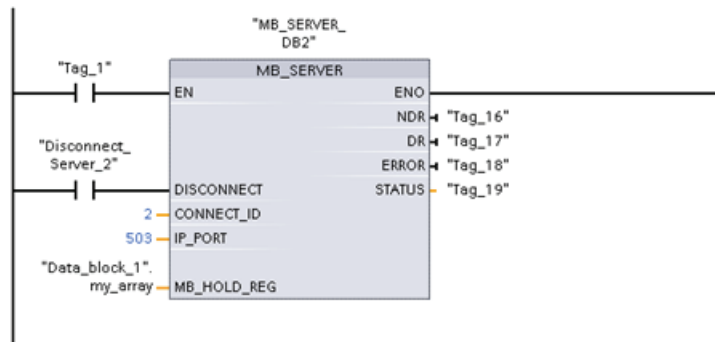 "MB_SERVER_
DB2"
"Tag_1"
MB_SERVER
EN ENO
NDR "Tag_16"
DR "Tag_17"
"Disconnect_
Server_2"
ERROR "Tag_18"
DISCONNECT STATUS "Tag_19"
2 CONNECT_ID
503 IP_PORT
"Data_block_1".
my_array MB_HOLD_REG